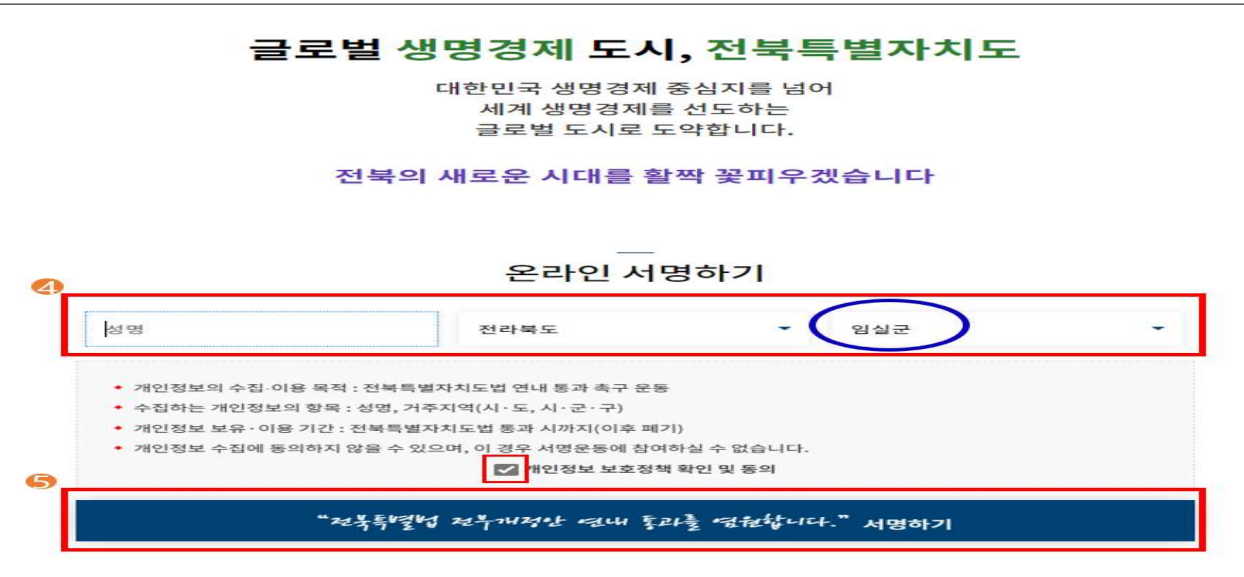 글로벌 생명경제 도시, 전북특별자치도
대한민국 생명경제 중심지를 넘어
세계 생명경제를 선도하는
글로벌 도시로 도약합니다.
전북의 새로운 시대를 활짝 꽃피우겠습니다
온라인 서명하기
4
성명 전라북도 임실군
개인정보의 수집·이용 목적 : 전북특별자치도법 연내 통과 촉구 운동
수집하는 개인정보의 항목 : 성명, 거주지역(시·도, 시·군·구)
개인정보 보유·이용 기간 : 전북특별자치도법 통과 시까지(이후 폐기)
개인정보 수집에 동의하지 않을 수 있으며, 이 경우 서명운동에 참여하실 수 없습니다.
개인정보 보호정책 확인 및 동의
5
“전북특별법 전부개정안 연내 통과를 염원합니다.” 서명하기